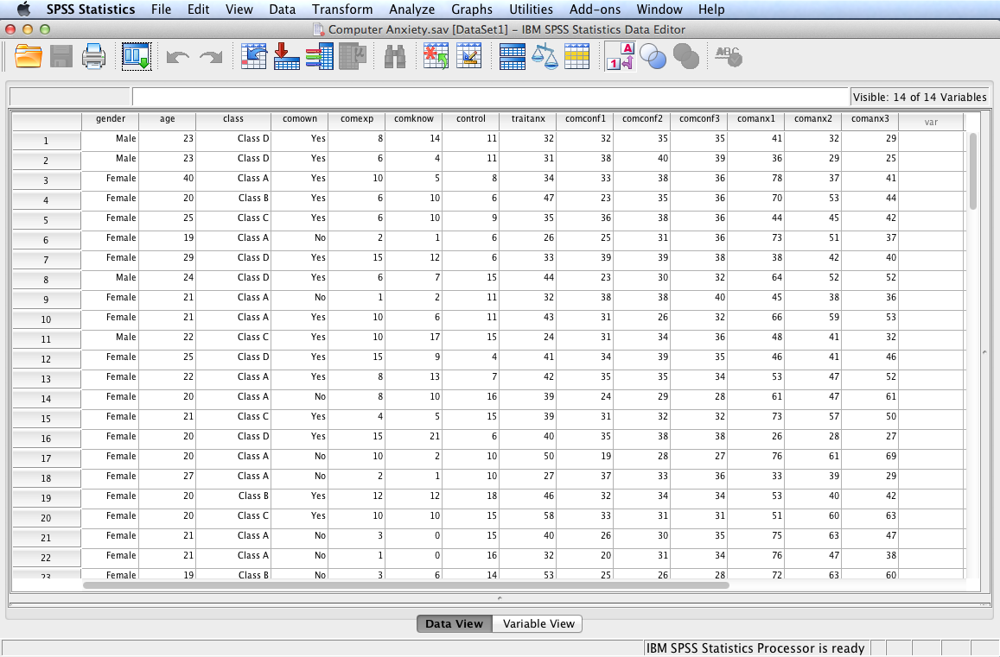 SPSS Statistics File Edit View Data Transform Analyze Graphs Utilities Add-ons Window Help
Computer Anxiety.sav [DataSet1] – IBM SPSS Statistics Data Editor
A
1
ABC
Visible: 14 of 14 Variables
gender age class comown comexp comknow control traitanx comconf1 comconf2 comconf3 comanx1 comanx2 comanx3 var
1 Male 23 Class D Yes 8 14 11 32 32 35 35 41 32 29
2 Male 23 Class D Yes 6 4 11 31 38 40 39 36 29 25
3 Female 40 Class A Yes 10 5 8 34 33 38 36 78 37 41
4 Female 20 Class B Yes 6 10 6 47 23 35 36 70 53 44
5 Female 25 Class C Yes 6 10 9 35 36 38 36 44 45 42
6 Female 19 Class A No 2 1 6 26 25 31 36 73 51 37
7 Female 29 Class D Yes 15 12 6 33 39 39 38 38 42 40
8 Male 24 Class D Yes 6 7 15 44 23 30 32 64 52 52
9 Female 21 Class A No 1 2 11 32 38 38 40 45 38 36
10 Female 21 Class A Yes 10 6 11 43 31 26 32 66 59 53
11 Male 22 Class C Yes 10 17 15 24 31 34 36 48 41 32
12 Female 25 Class D Yes 15 9 4 41 34 39 35 46 41 46
13 Female 22 Class A Yes 8 13 7 42 35 35 34 53 47 52
14 Female 20 Class A No 8 10 16 39 24 29 28 61 47 61
15 Female 21 Class C Yes 4 5 15 39 31 32 32 73 57 50
16 Female 20 Class D Yes 15 21 6 40 35 38 38 26 28 27
17 Female 20 Class A No 10 2 10 50 19 28 27 76 61 69
18 Female 27 Class A No 2 1 10 27 37 33 36 33 39 29
19 Female 20 Class B Yes 12 12 18 46 32 34 34 53 40 42
20 Female 20 Class C Yes 10 10 15 58 33 31 31 51 60 63
21 Female 21 Class A No 3 0 15 40 26 30 35 75 63 47
22 Female 21 Class A No 1 0 16 32 20 31 34 76 47 38
23 Female 19 Class B No 3 6 14 53 25 26 28 72 63 60
Data View Variable View
IBM SPSS Statistics Processor is ready